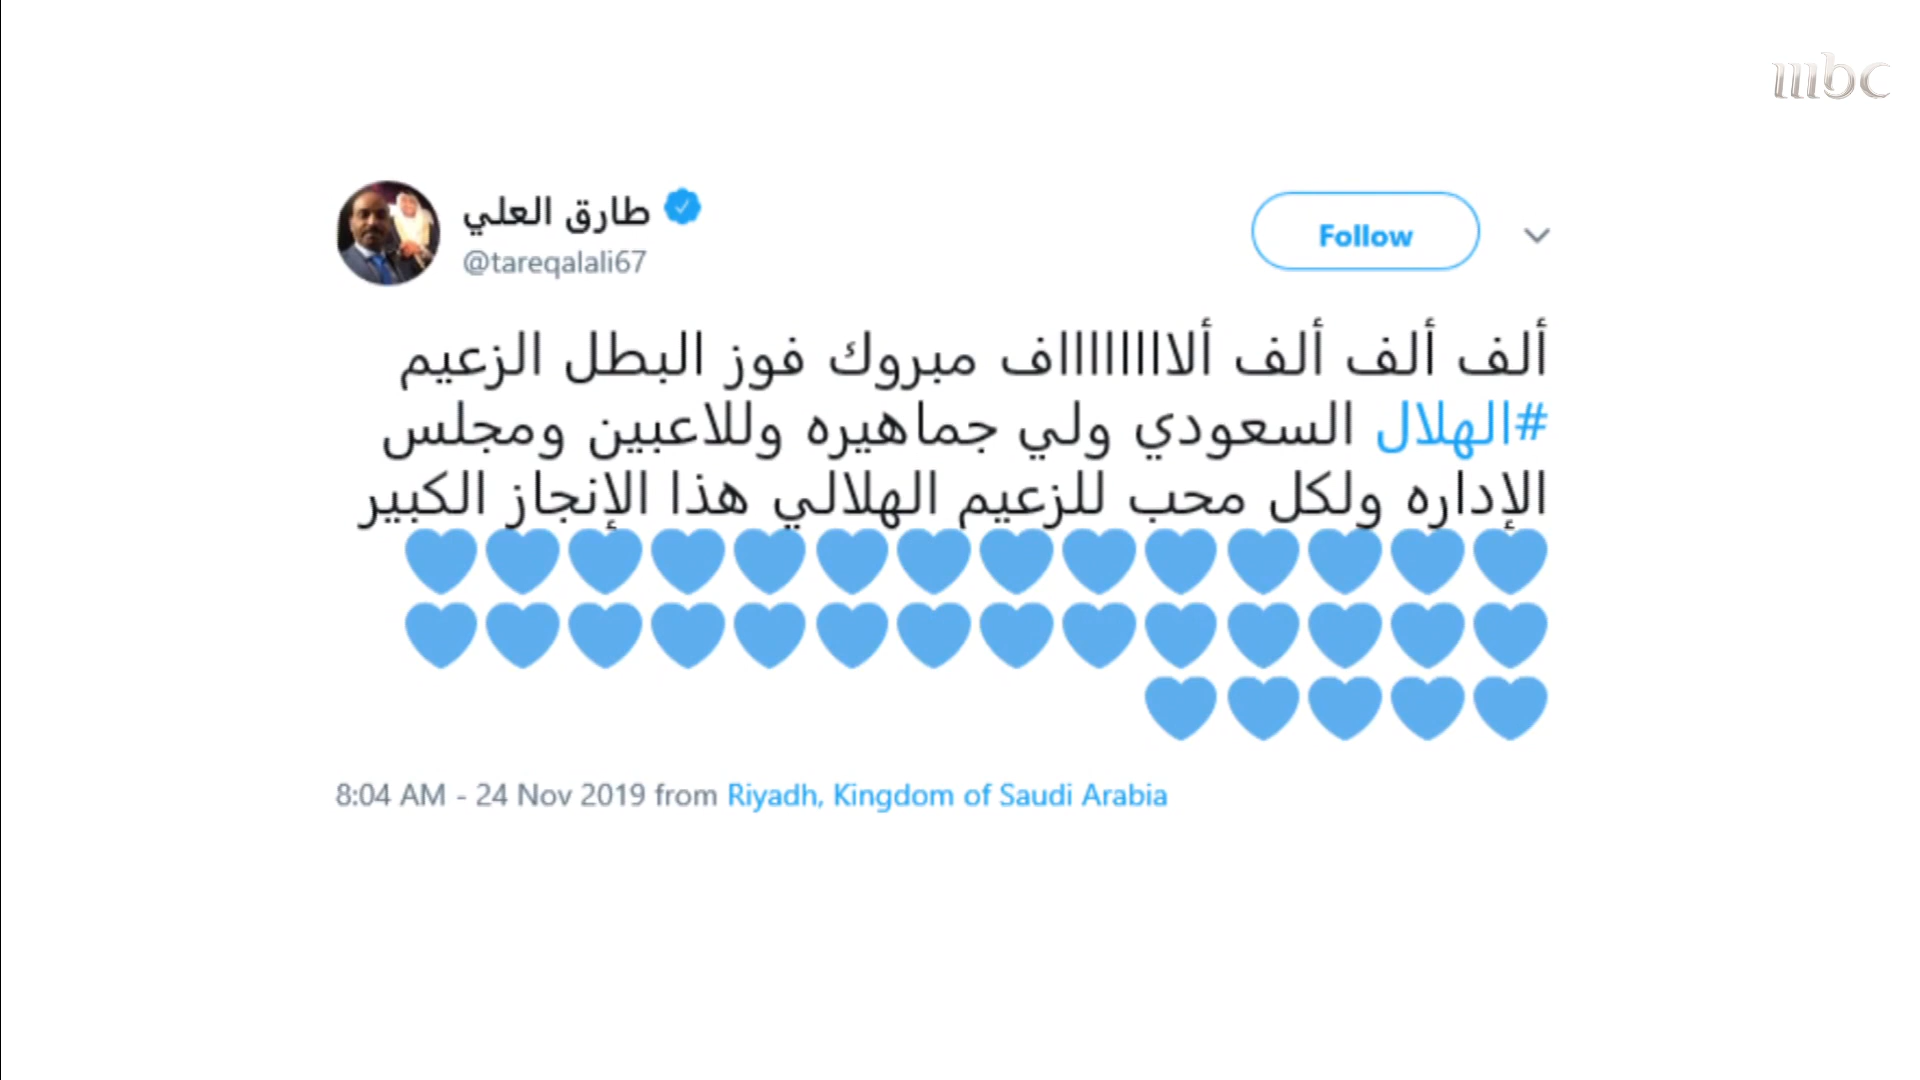 mbc
طارق العلي
@tareqalali67
Follow
ألف ألف ألف ألااااااااف مبروك فوز البطل الزعيم
#الهلال السعودي ولي جماهيره وللاعبين ومجلس
الإداره ولكل محب للزعيم الهلالي هذا الإنجاز الكبير
💙💙💙💙💙💙💙💙💙💙💙💙💙💙
💙💙💙💙💙💙💙💙💙💙💙💙💙💙
💙💙💙💙💙
8:04 AM - 24 Nov 2019 from Riyadh, Kingdom of Saudi Arabia